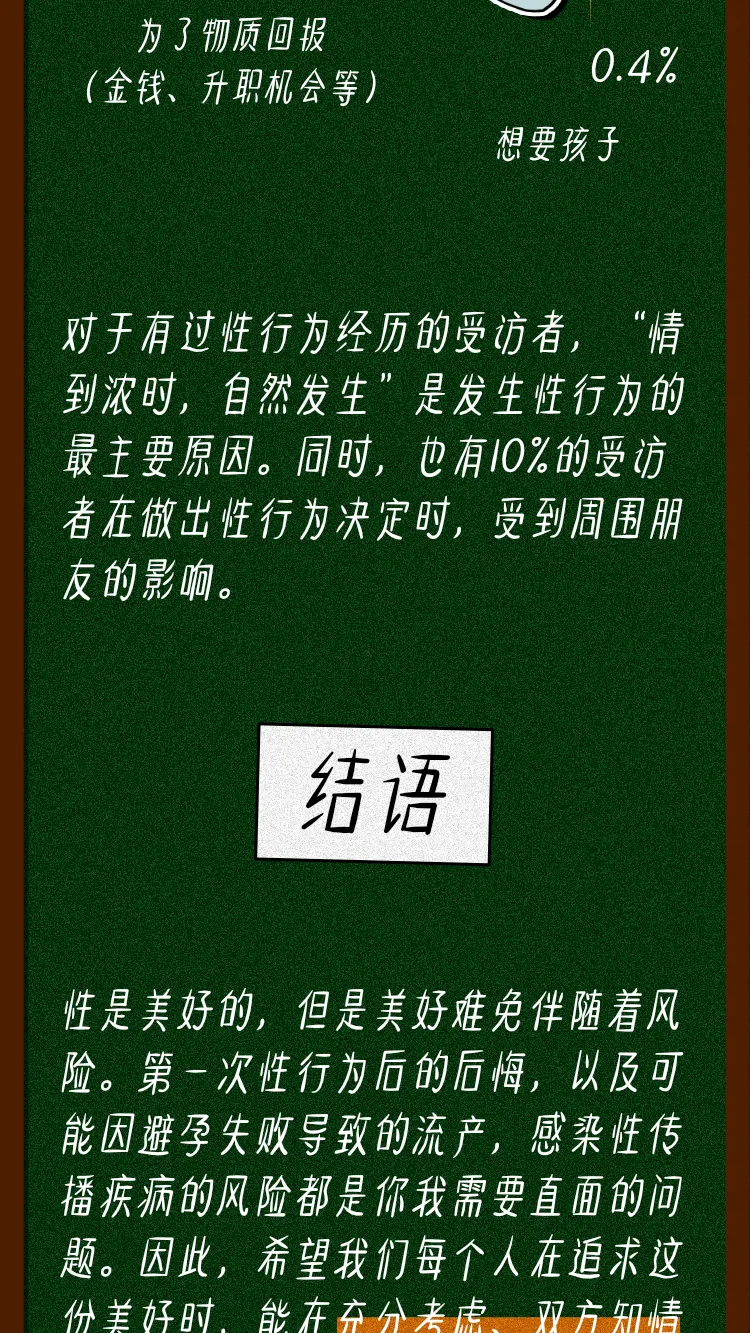 为了物质回报
（金钱、升职机会等）
0.4%
想要孩子
对于有过性行为经历的受访者，“情
到浓时，自然发生”是发生性行为的
最主要原因。同时，也有10%的受访
者在做出性行为决定时，受到周围朋
友的影响。
结语
性是美好的，但是美好难免伴随着风
险。第一次性行为后的后悔，以及可
能因避孕失败导致的流产，感染性传
播疾病的风险都是你我需要直面的问
题。因此，希望我们每个人在追求这
份美好时，能在充分考虑、双方知情